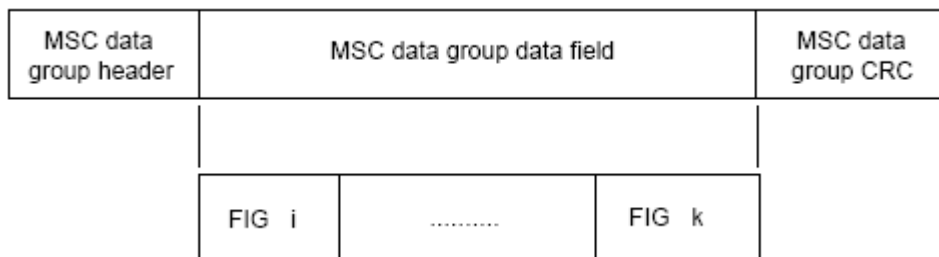 MSC data
group header
MSC data group data field
MSC data
group CRC
FIG i
..........
FIG k